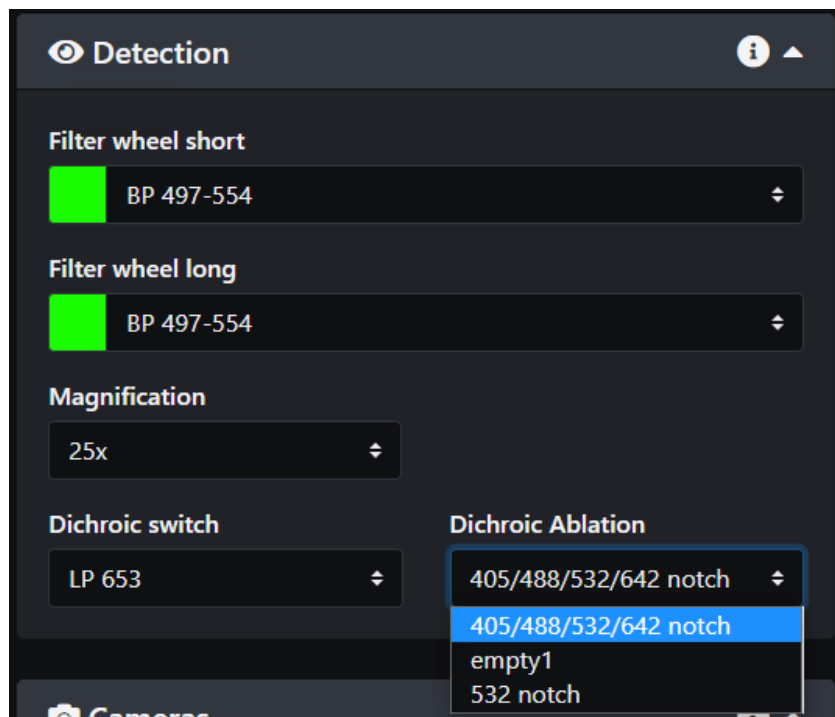 Detection
Filter wheel short
BP 497-554
Filter wheel long
BP 497-554
Magnification
25x
Dichroic switch
LP 653
Dichroic Ablation
405/488/532/642 notch
405/488/532/642 notch
empty1
532 notch
Cameras